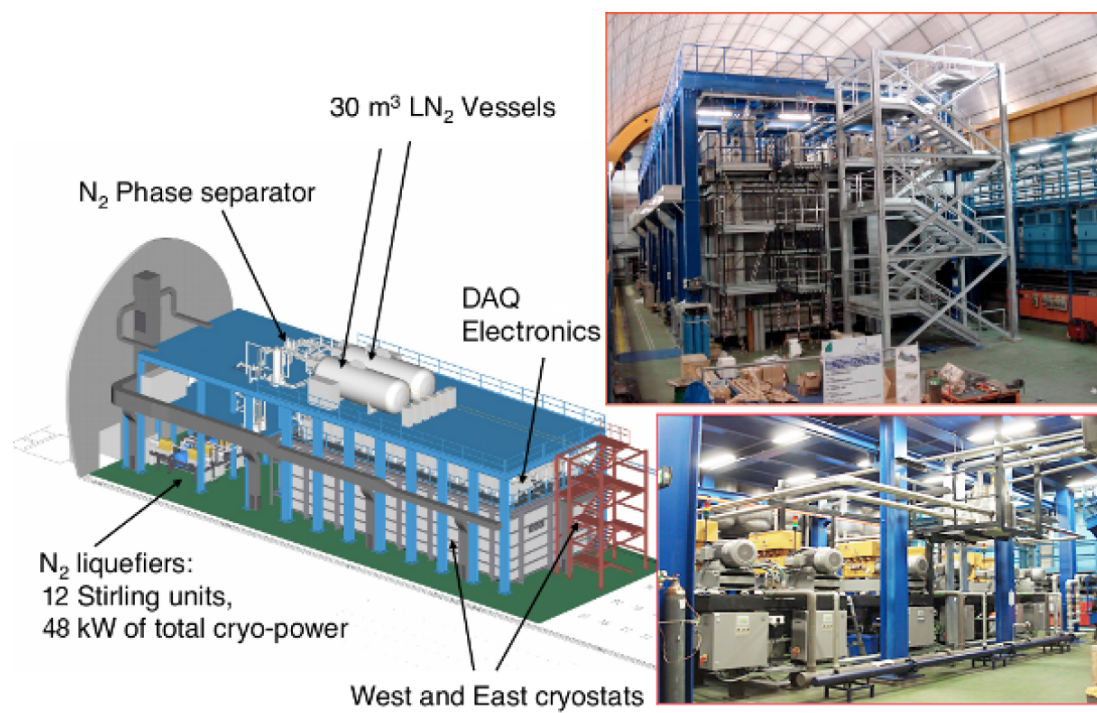 30 m³ LN₂ Vessels
N₂ Phase separator
DAQ
Electronics
N₂ liquefiers:
12 Stirling units,
48 kW of total cryo-power
West and East cryostats